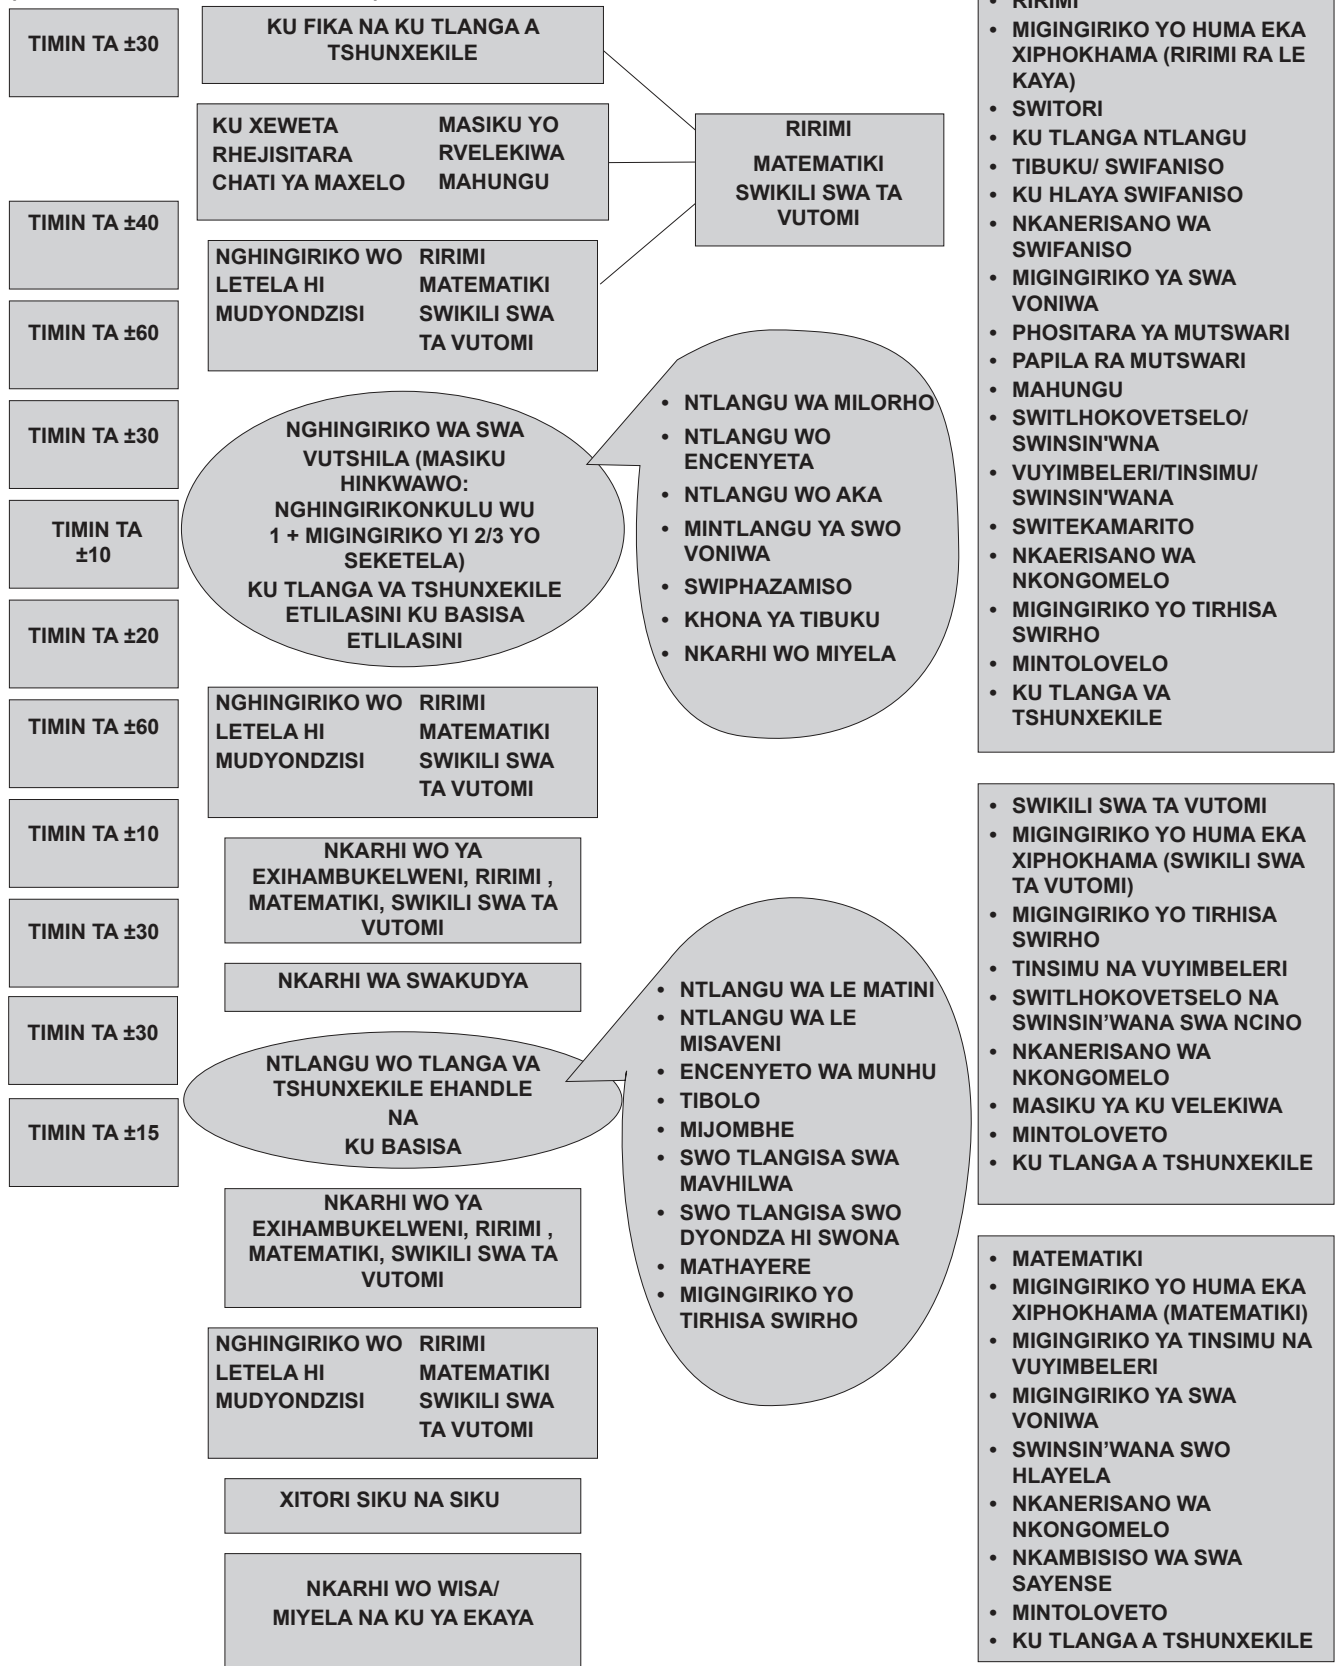 TIMIN TA ±30
TIMIN TA ±40
TIMIN TA ±60
TIMIN TA ±30
TIMIN TA
±10
TIMIN TA ±20
TIMIN TA ±60
TIMIN TA ±10
TIMIN TA ±30
TIMIN TA ±30
TIMIN TA ±15
KU FIKA NA KU TLANGA A
TSHUNXEKILE
KU XEWETA
RHEJISITARA
CHATI YA MAXELO
MASIKU YO
RVELEKIWA
MAHUNGU
NGHINGIRIKO WO
LETELA HI
MUDYONDZISI
RIRIMI
MATEMATIKI
SWIKILI SWA
TA VUTOMI
RIRIMI
MATEMATIKI
SWIKILI SWA TA
VUTOMI
NGHINGIRIKO WA SWA
VUTSHILA (MASIKU
HINKWAWO:
NGHINGIRIKONKULU WU
1 + MIGINGIRIKO YI 2/3 YO
SEKETELA)
KU TLANGA VA TSHUNXEKILE
ETLILASINI KU BASISA
ETLILASINI
• NTLANGU WA MILORHO
• NTLANGU WO
ENCENYETA
• NTLANGU WO AKA
• MINTLANGU YA SWO
VONIWA
• SWIPHAZAMISO
• KHONA YA TIBUKU
• NKARHI WO MIYELA
NGHINGIRIKO WO
LETELA HI
MUDYONDZISI
RIRIMI
MATEMATIKI
SWIKILI SWA
TA VUTOMI
NKARHI WO YA
EXIHAMBUKELWENI, RIRIMI ,
MATEMATIKI, SWIKILI SWA TA
VUTOMI
NKARHI WA SWAKUDYA
NTLANGU WO TLANGA VA
TSHUNXEKILE EHANDLE
NA
KU BASISA
• NTLANGU WA LE MATINI
• NTLANGU WA LE
MISAVENI
• ENCENYETO WA MUNHU
• TIBOLO
• MIJOMBHE
• SWO TLANGISA SWA
MAVHILWA
• SWO TLANGISA SWO
DYONDZA HI SWONA
• MATHAYERE
• MIGINGIRIKO YO
TIRHISA SWIRHO
NKARHI WO YA
EXIHAMBUKELWENI, RIRIMI ,
MATEMATIKI, SWIKILI SWA TA
VUTOMI
NGHINGIRIKO WO
LETELA HI
MUDYONDZISI
RIRIMI
MATEMATIKI
SWIKILI SWA
TA VUTOMI
XITORI SIKU NA SIKU
NKARHI WO WISA/
MIYELA NA KU YA EKAYA
• RIRIMI
• MIGINGIRIKO YO HUMA EKA
XIPHOKHAMA (RIRIMI RA LE
KAYA)
• SWITORI
• KU TLANGA NTLANGU
• TIBUKU/ SWIFANISO
• KU HLAYA SWIFANISO
• NKANERISANO WA
SWIFANISO
• MIGINGIRIKO YA SWA
VONIWA
• PHOSITARA YA MUTSWARI
• PAPILA RA MUTSWARI
• MAHUNGU
• SWITLHOKOVETSELO/
SWINSIN'WNA
• VUYIMBELERI/TINSIMU/
SWINSIN'WANA
• SWITEKAMARITO
• NKAERISANO WA
NKONGOMELO
• MIGINGIRIKO YO TIRHISA
SWIRHO
• MINTOLOVELO
• KU TLANGA VA
TSHUNXEKILE
• SWIKILI SWA TA VUTOMI
• MIGINGIRIKO YO HUMA EKA
XIPHOKHAMA (SWIKILI SWA
TA VUTOMI)
• MIGINGIRIKO YO TIRHISA
SWIRHO
• TINSIMU NA VUYIMBELERI
• SWITLHOKOVETSELO NA
SWINSIN’WANA SWA NCINO
• NKANERISANO WA
NKONGOMELO
• MASIKU YA KU VELEKIWA
• MINTOLOVETO
• KU TLANGA A TSHUNXEKILE
• MATEMATIKI
• MIGINGIRIKO YO HUMA EKA
XIPHOKHAMA (MATEMATIKI)
• MIGINGIRIKO YA TINSIMU NA
VUYIMBELERI
• MIGINGIRIKO YA SWA
VONIWA
• SWINSIN’WANA SWO
HLAYELA
• NKANERISANO WA
NKONGOMELO
• NKAMBISISO WA SWA
SAYENSE
• MINTOLOVETO
• KU TLANGA A TSHUNXEKILE